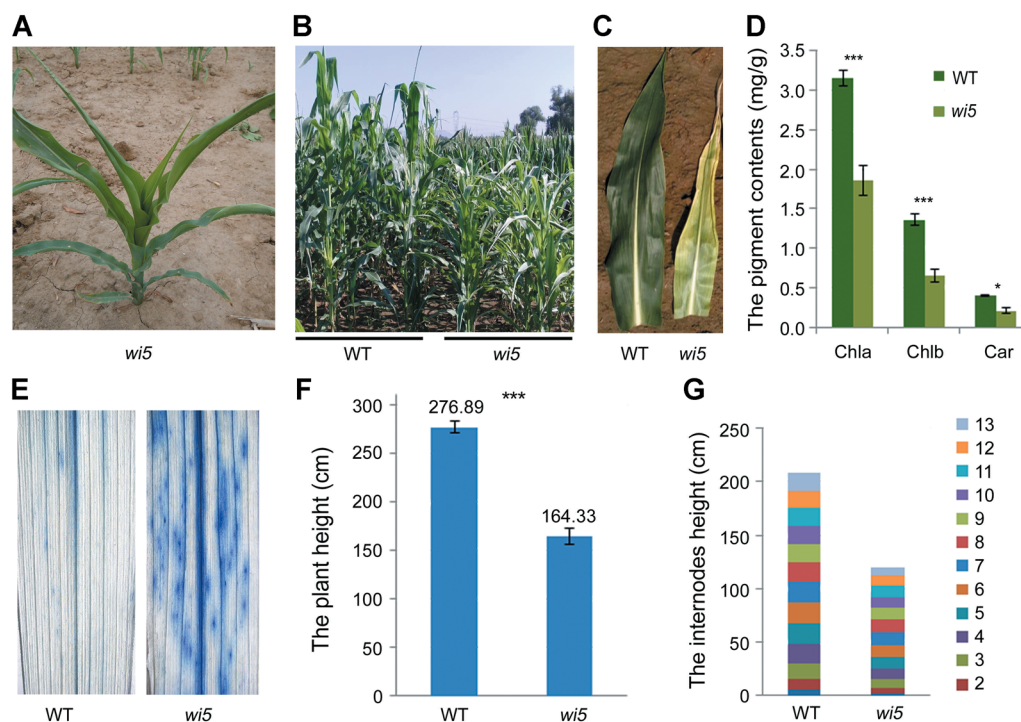 A
wi5
B
WT wi5
C
WT wi5
D
The pigment contents (mg/g)
3.5
3.0
2.5
2.0
1.5
1.0
0.5
0.0
***
***
*
WT
wi5
Chla Chlb Car
E
WT wi5
F
The plant height (cm)
300
250
200
150
100
50
0
276.89
***
164.33
WT wi5
G
The internodes height (cm)
250
200
150
100
50
0
WT wi5
13
12
11
10
9
8
7
6
5
4
3
2